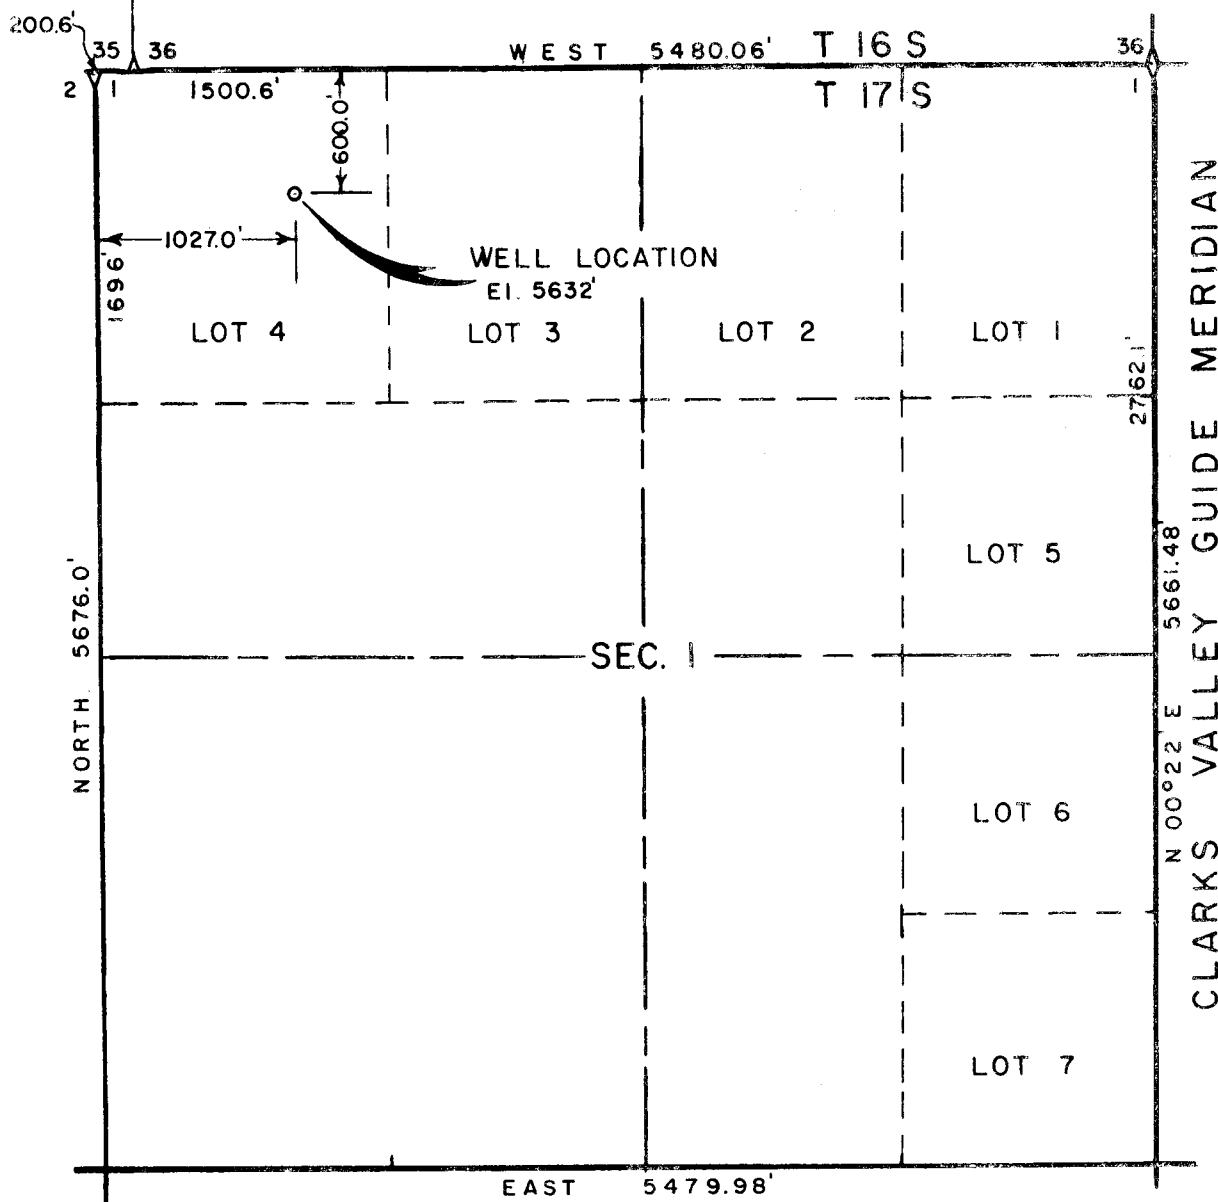 200.6'
35 36
WEST 5480.06' T 16 S
36
2 1
1500.6'
T 17 S
1
600.0'
1027.0'
1696'
WELL LOCATION
El. 5632'
LOT 4 LOT 3 LOT 2 LOT 1
2762.1'
LOT 5
NORTH 5676.0'
SEC. 1
N 00°22 E 5661.48'
CLARKS VALLEY GUIDE MERIDIAN
LOT 6
LOT 7
EAST 5479.98'